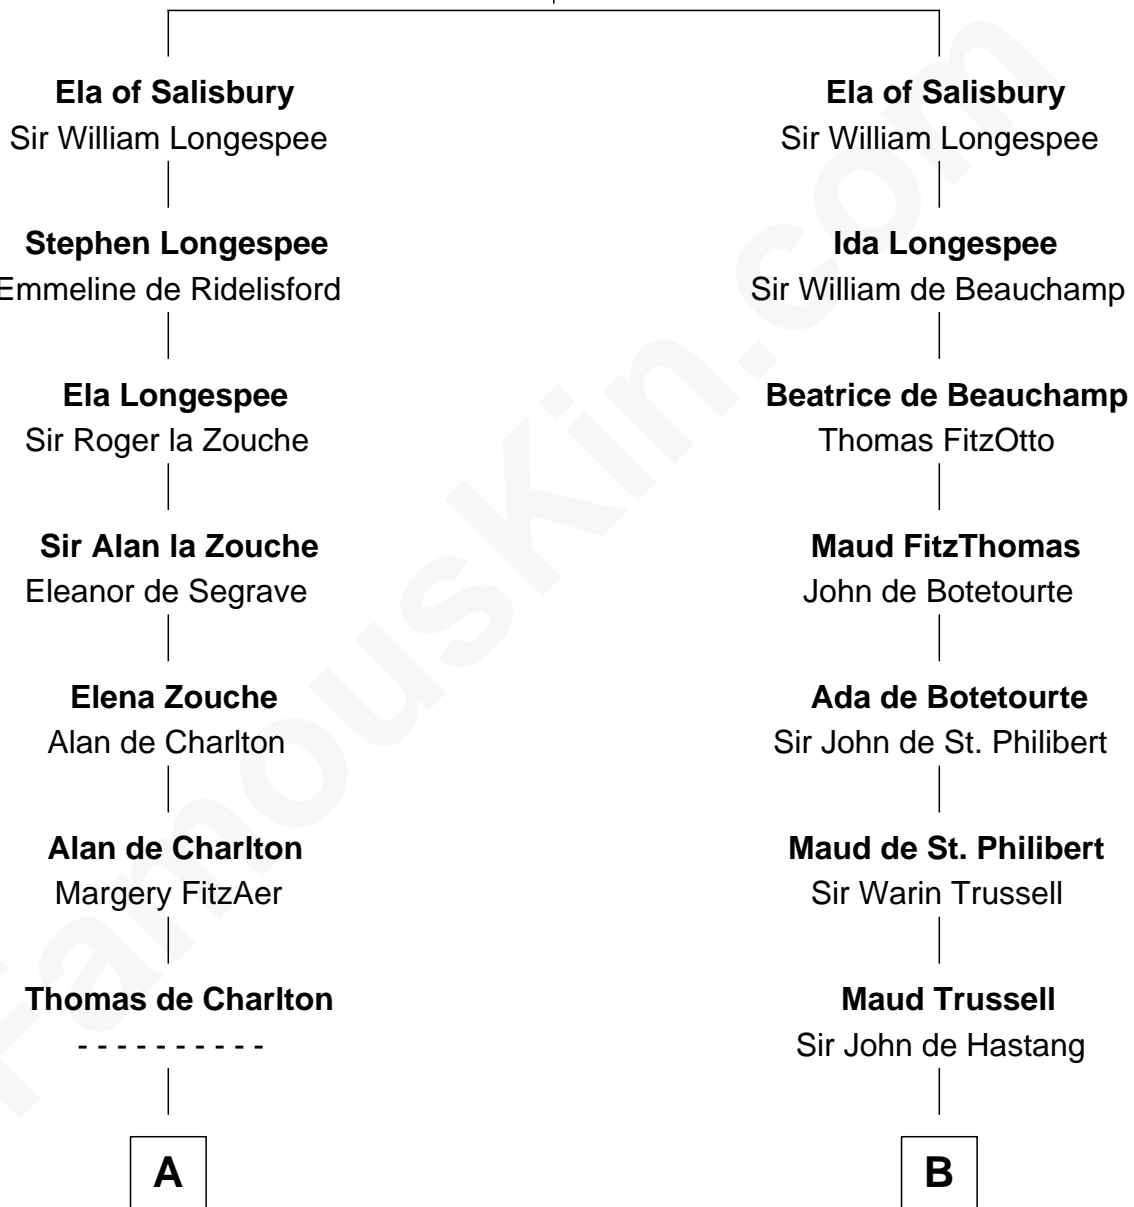 Ela of Salisbury
Sir William Longespee
Stephen Longespee
Emmeline de Ridelisford
Ela Longespee
Sir Roger la Zouche
Sir Alan la Zouche
Eleanor de Segrave
Elena Zouche
Alan de Charlton
Alan de Charlton
Margery FitzAer
Thomas de Charlton
- - - - - - - - - -
A
Ela of Salisbury
Sir William Longespee
Ida Longespee
Sir William de Beauchamp
Beatrice de Beauchamp
Thomas FitzOtto
Maud FitzThomas
John de Botetourte
Ada de Botetourte
Sir John de St. Philibert
Maud de St. Philibert
Sir Warin Trussell
Maud Trussell
Sir John de Hastang
B
FamousKin.com